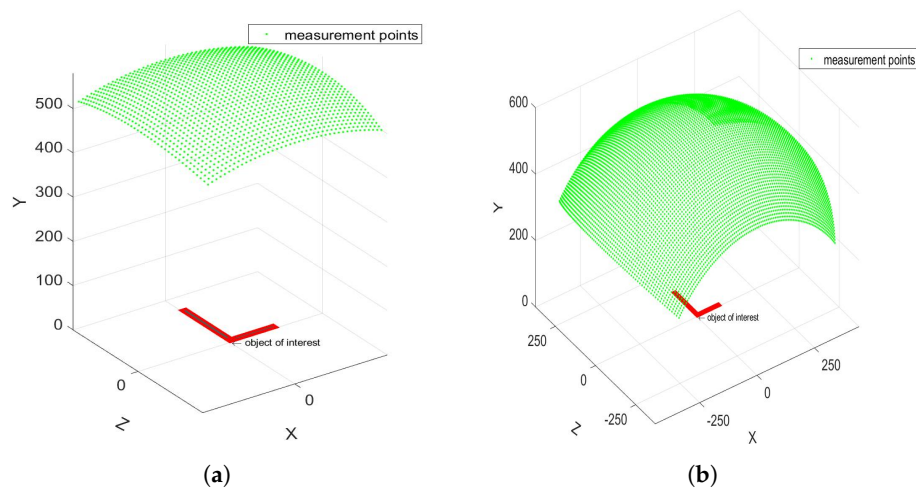 measurement points
500
400
300
200
100
0
Y
0
Z
0
X
← object of interest
(a)
measurement points
600
400
200
0
Y
250
0
-250
Z
-250
0
250
X
← object of interest
(b)